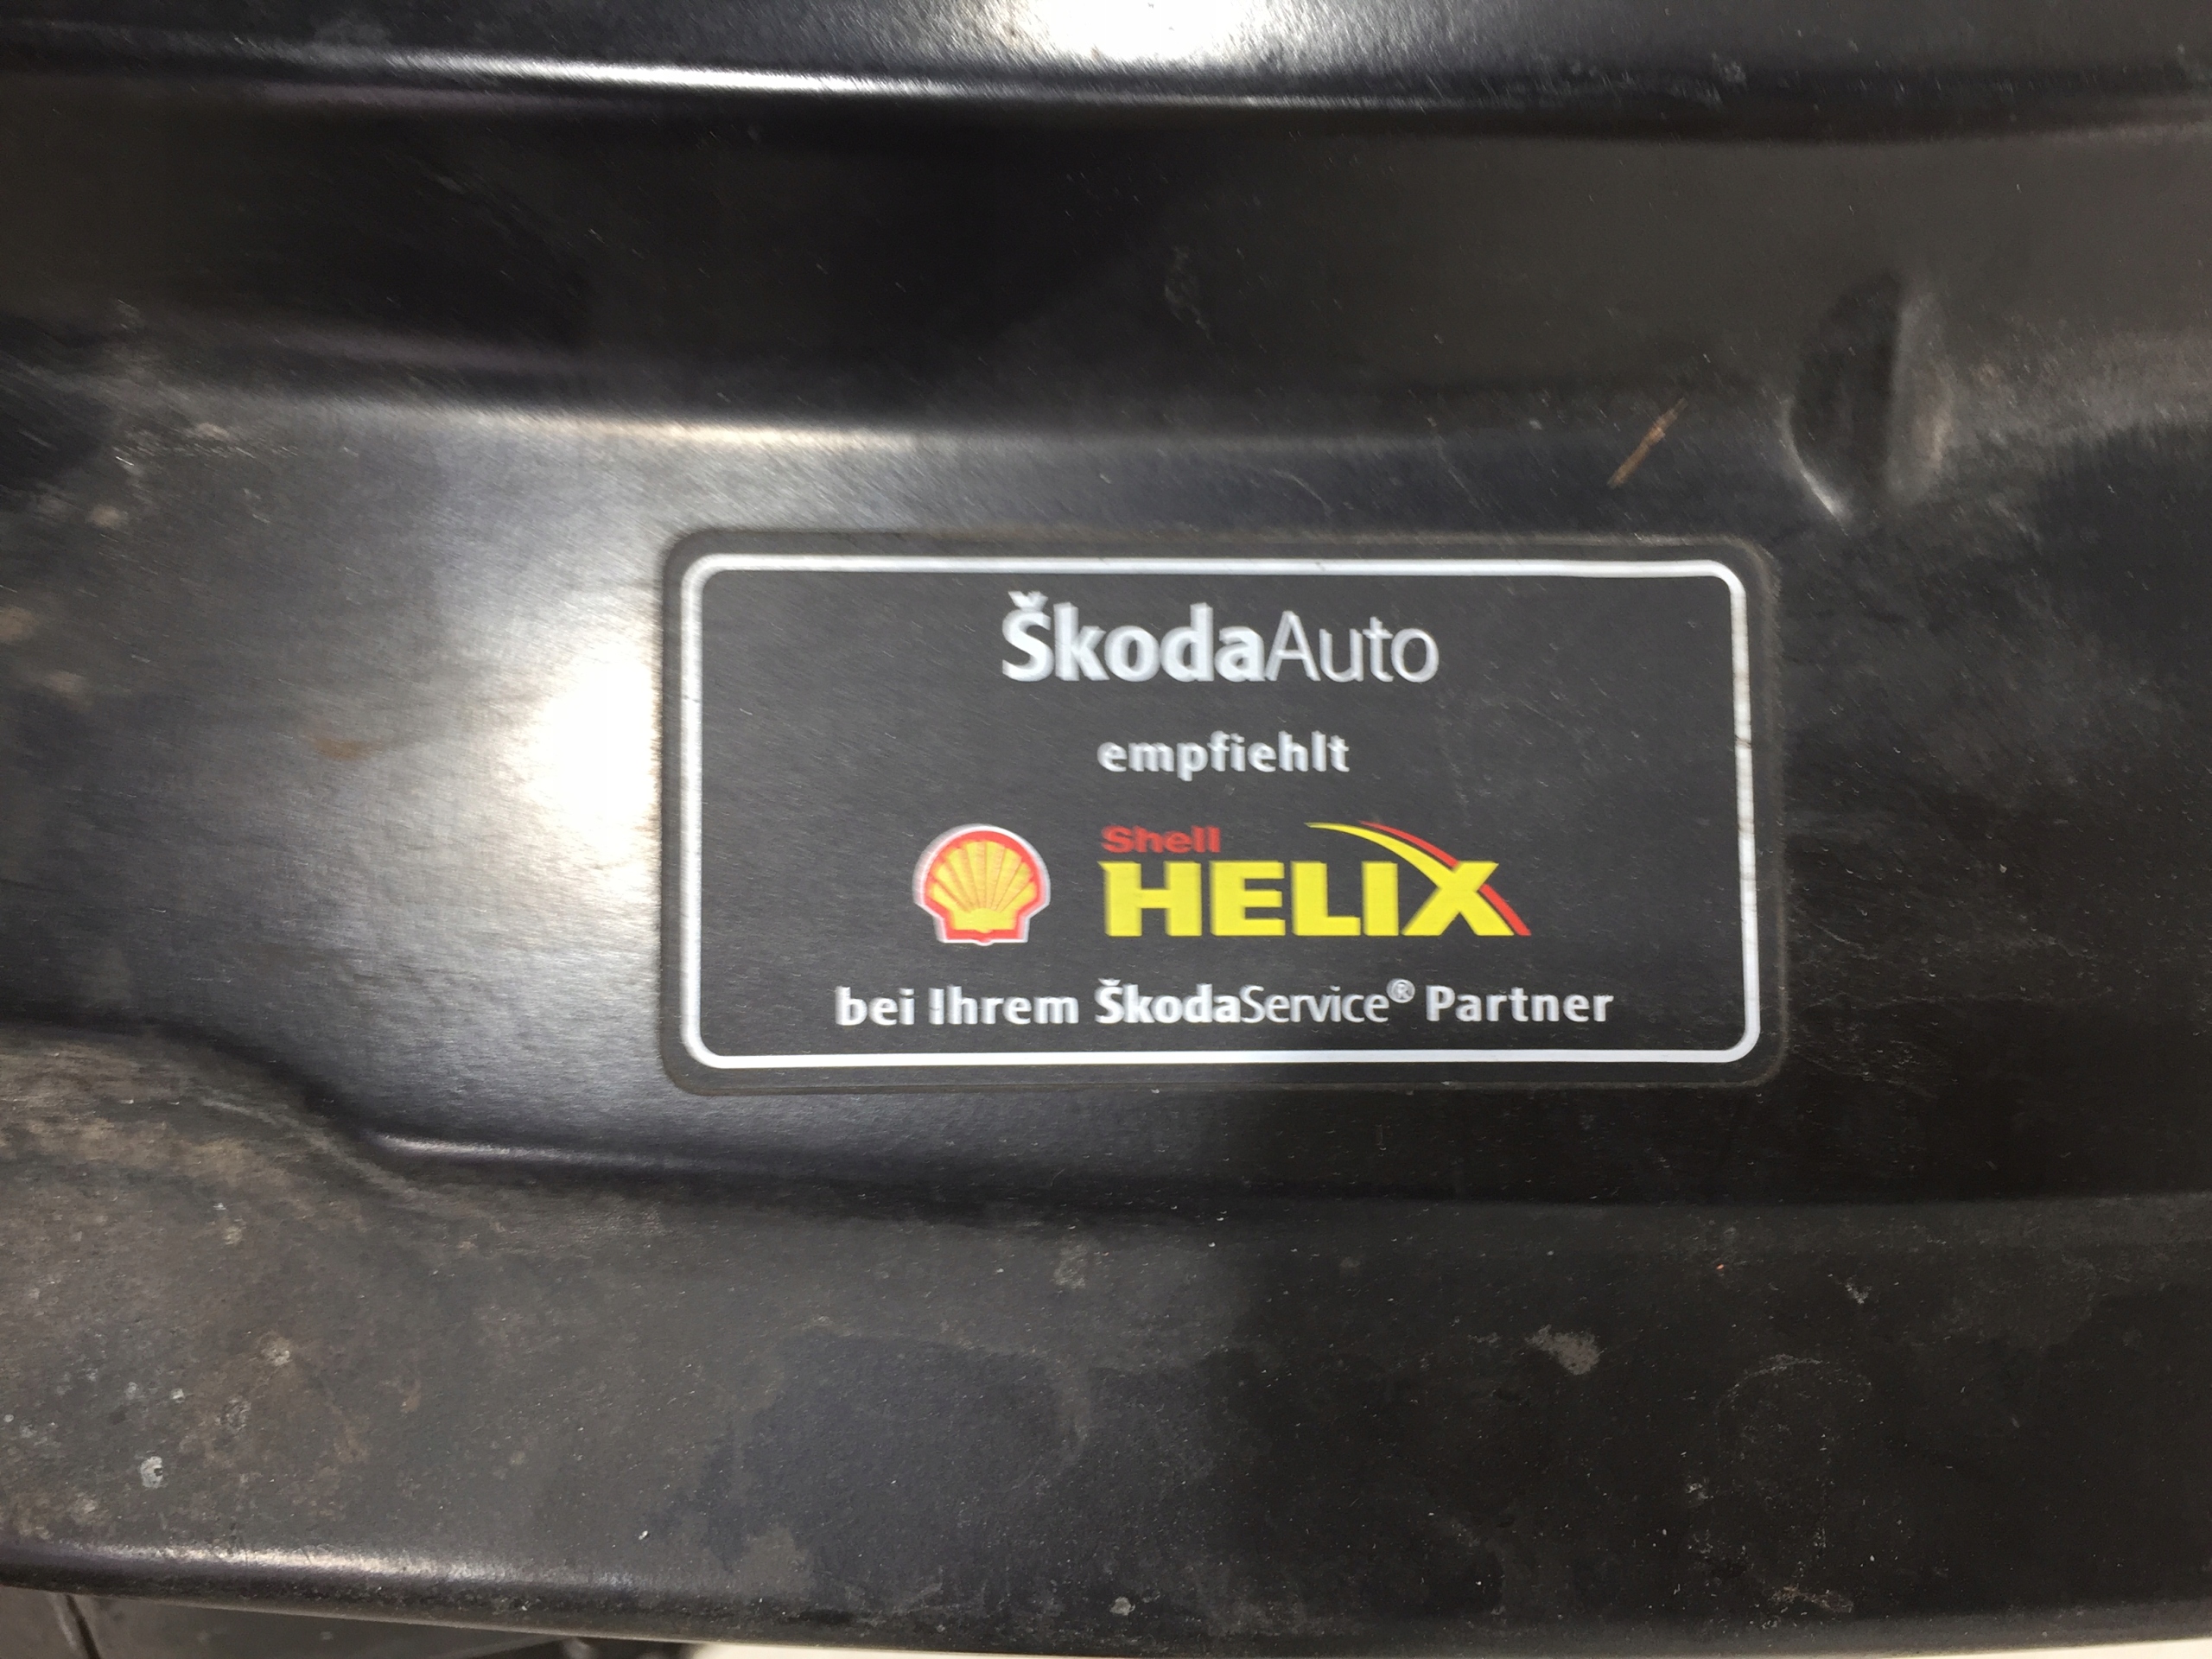 ŠkodaAuto
empfiehlt
Shell
HELIX
bei Ihrem ŠkodaService® Partner